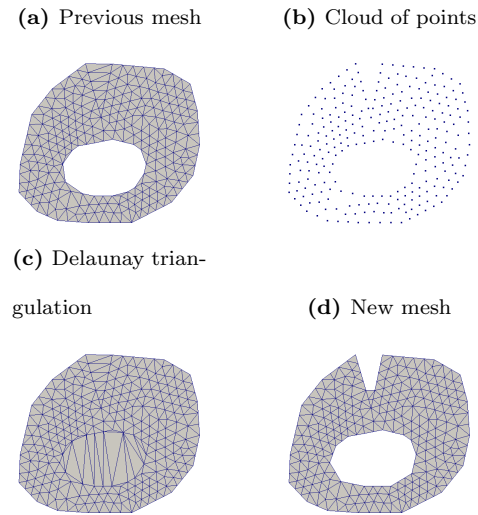 (a) Previous mesh
(b) Cloud of points
(c) Delaunay trian-
gulation
(d) New mesh